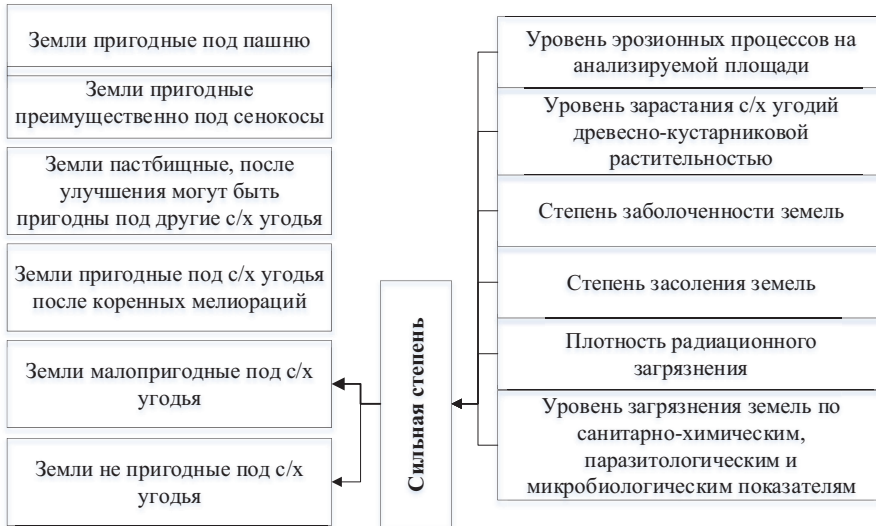 Земли пригодные под пашню
Земли пригодные
преимущественно под сенокосы
Земли пастбищные, после
улучшения могут быть
пригодны под другие с/х угодья
Земли пригодные под с/х угодья
после коренных мелиораций
Земли малопригодные под с/х
угодья
Земли не пригодные под с/х
угодья
Сильная степень
Уровень эрозионных процессов на
анализируемой площади
Уровень зарастания с/х угодий
древесно-кустарниковой
растительностью
Степень заболоченности земель
Степень засоления земель
Плотность радиационного
загрязнения
Уровень загрязнения земель по
санитарно-химическим,
паразитологическим и
микробиологическим показателям